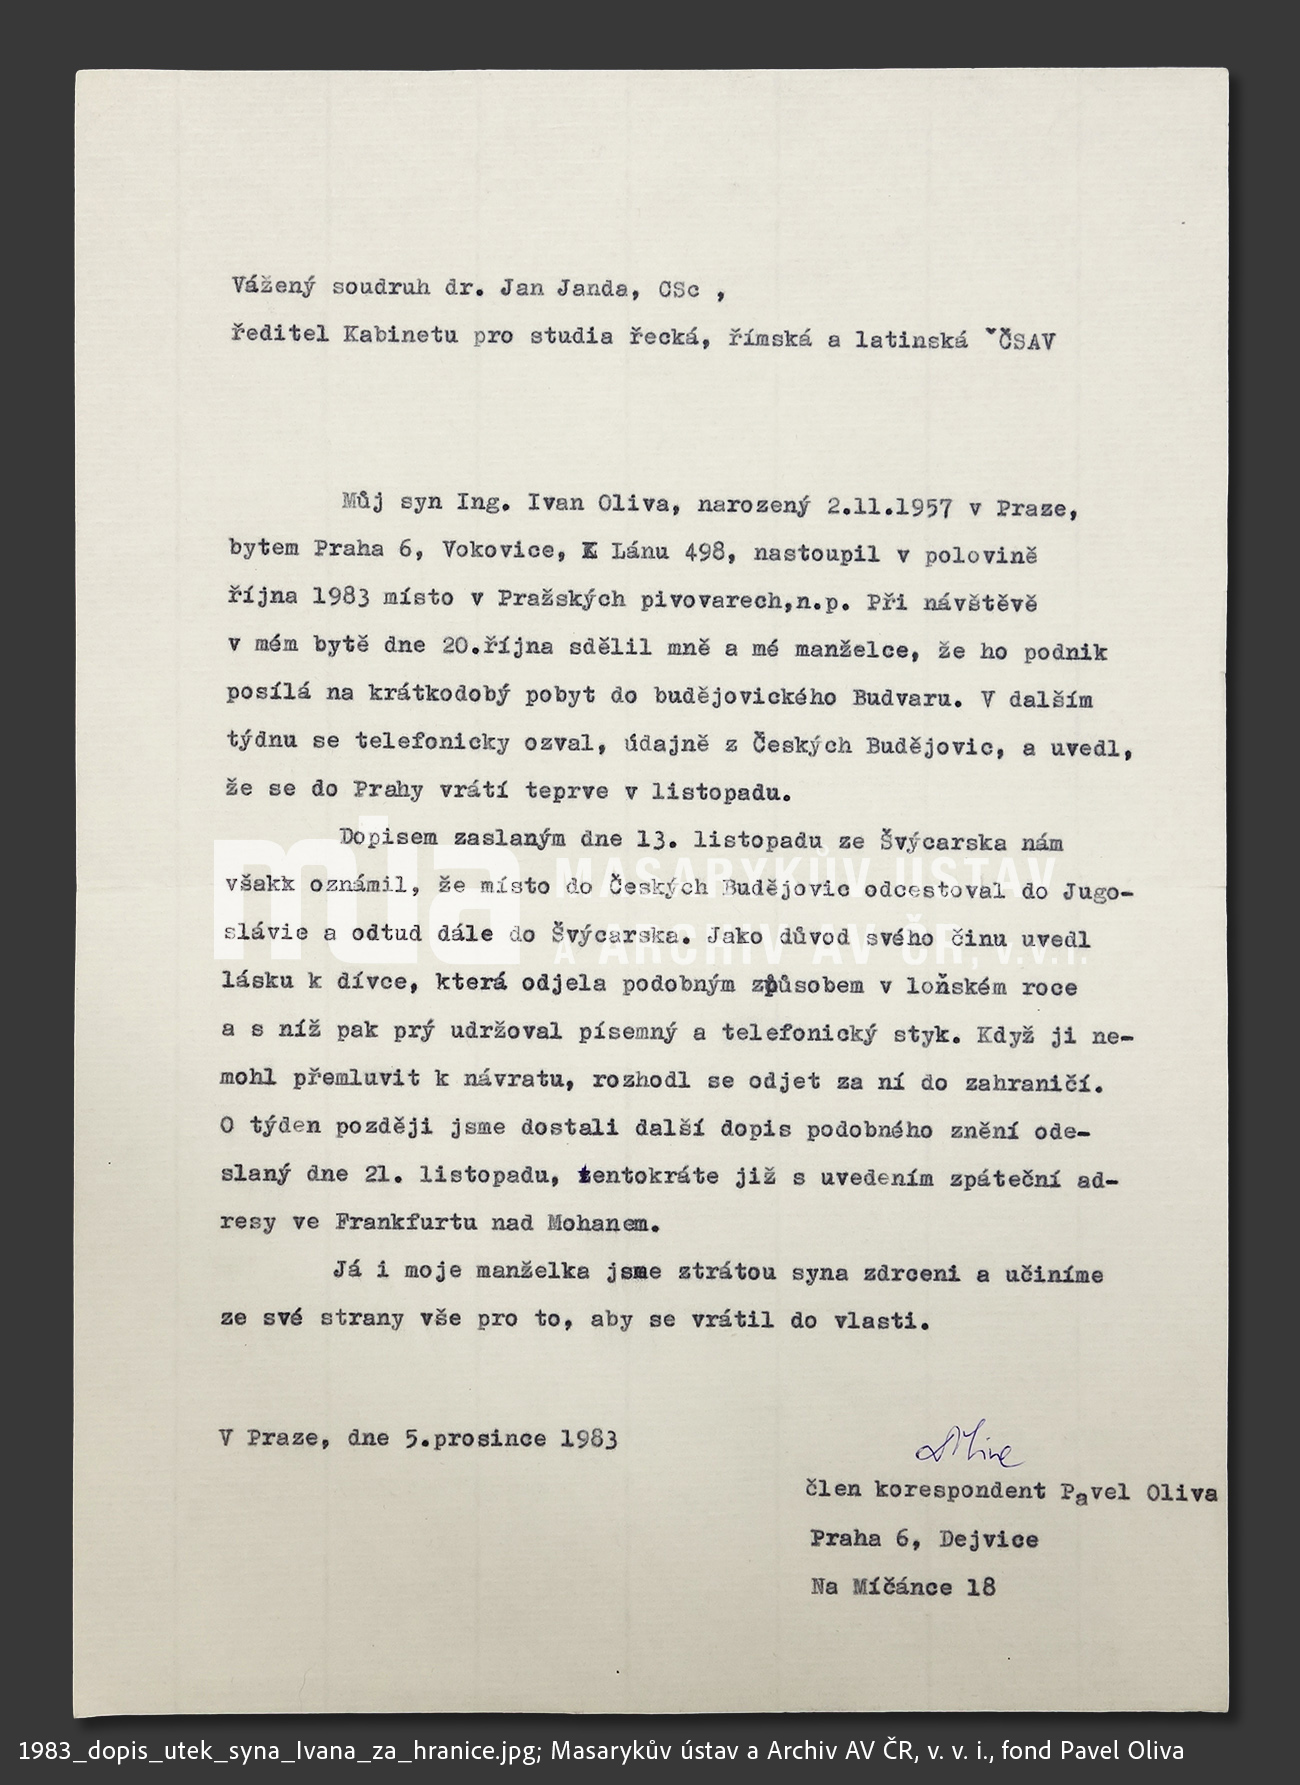 Vážený soudruh dr. Jan Janda, CSc ,
ředitel Kabinetu pro studia řecká, římská a latinská ˇČSAV
Můj syn Ing. Ivan Oliva, narozený 2.11.1957 v Praze,
bytem Praha 6, Vokovice, K Lánu 498, nastoupil v polovině
října 1983 místo v Pražských pivovarech,n.p. Při návštěvě
v mém bytě dne 20.října sdělil mně a mé manželce, že ho podnik
posílá na krátkodobý pobyt do budějovického Budvaru. V dalším
týdnu se telefonicky ozval, údajně z Českých Budějovic, a uvedl,
že se do Prahy vrátí teprve v listopadu.
Dopisem zaslaným dne 13. listopadu ze Švýcarska nám
všakk oznámil, že místo do Českých Budějovic odcestoval do Jugo-
slávie a odtud dále do Švýcarska. Jako důvod svého činu uvedl
lásku k dívce, která odjela podobným způsobem v loňském roce
a s níž pak prý udržoval písemný a telefonický styk. Když ji ne-
mohl přemluvit k návratu, rozhodl se odjet za ní do zahraničí.
O týden později jsme dostali další dopis podobného znění ode-
slaný dne 21. listopadu, tentokráte již s uvedením zpáteční ad-
resy ve Frankfurtu nad Mohanem.
Já i moje manželka jsme ztrátou syna zdrceni a učiníme
ze své strany vše pro to, aby se vrátil do vlasti.
V Praze, dne 5.prosince 1983
POliva
člen korespondent Pavel Oliva
Praha 6, Dejvice
Na Míčánce 18
mia MASARYKŮV ÚSTAV
A ARCHIV AV ČR, v.v.i.
1983_dopis_utek_syna_Ivana_za_hranice.jpg; Masarykův ústav a Archiv AV ČR, v. v. i., fond Pavel Oliva